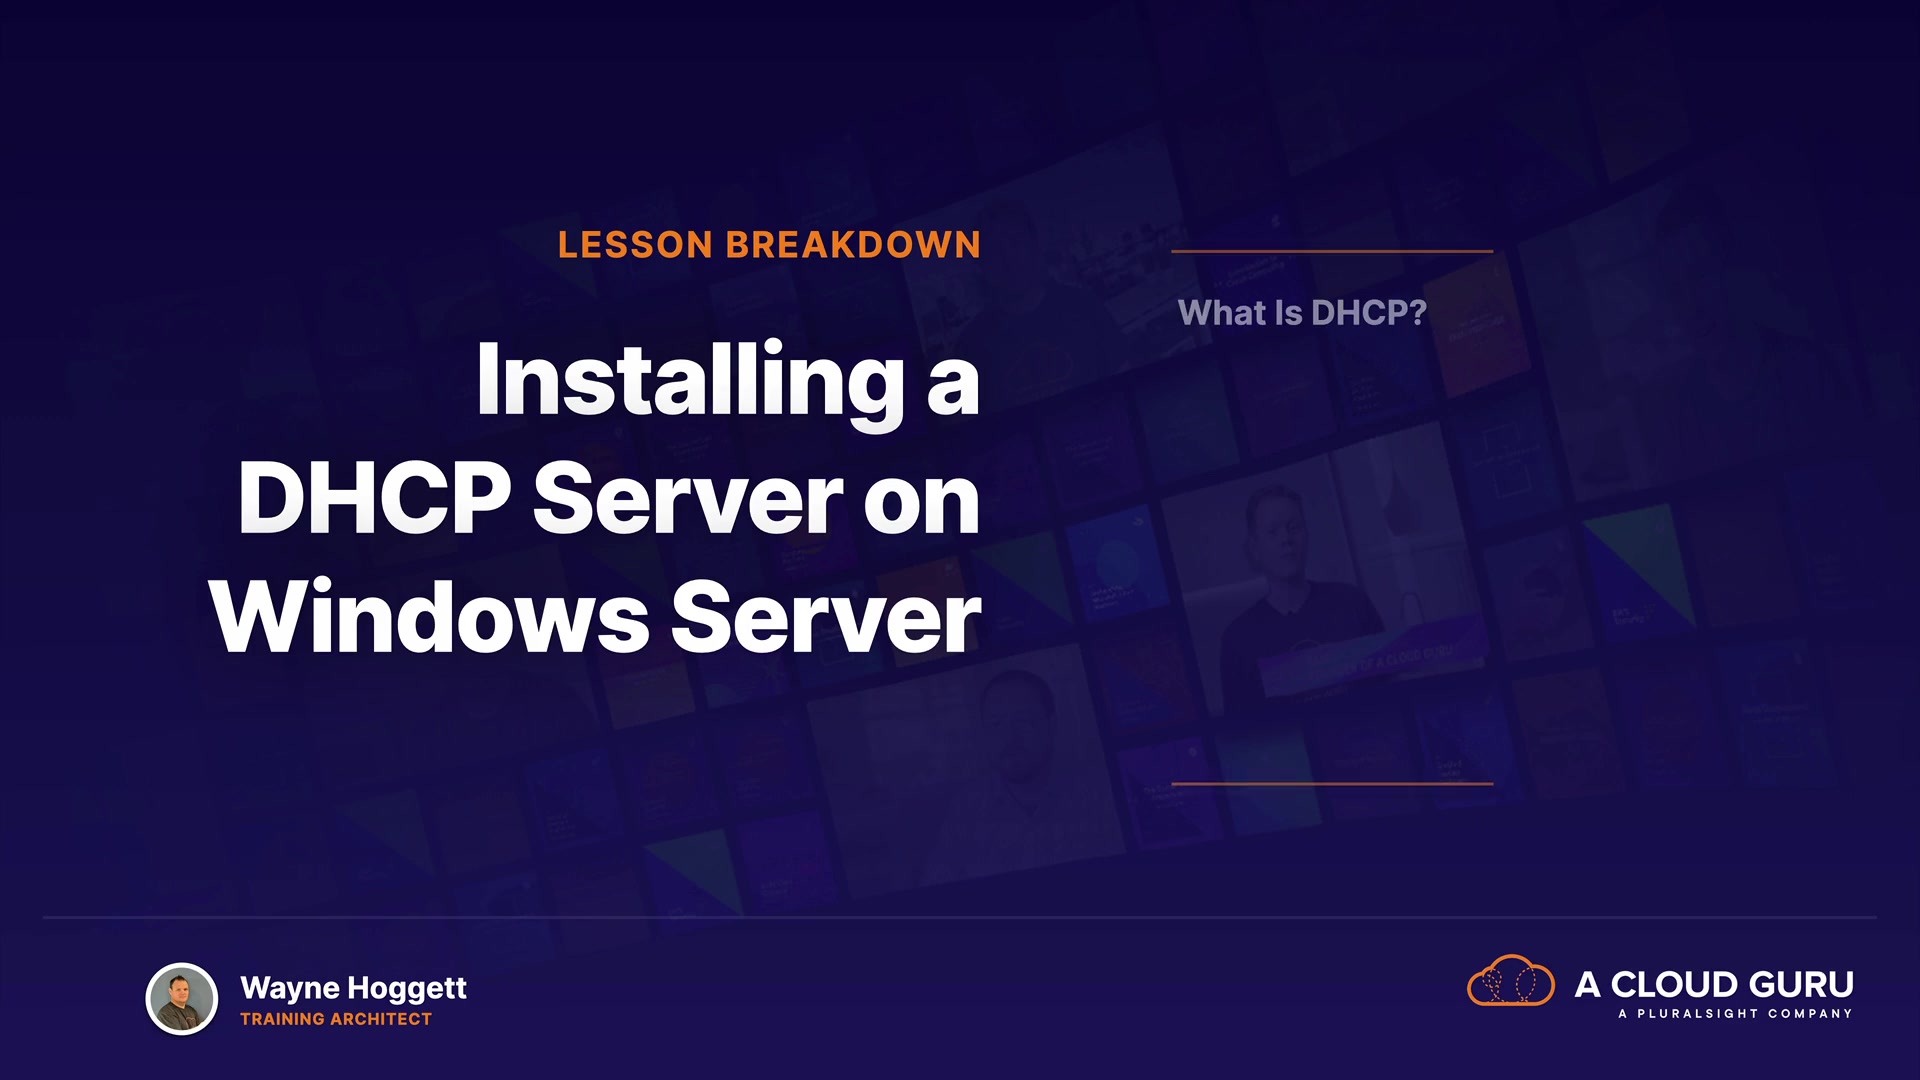 LESSON BREAKDOWN
Installing a
DHCP Server on
Windows Server
What Is DHCP?
Wayne Hoggett
TRAINING ARCHITECT
A CLOUD GURU
A PLURALSIGHT COMPANY